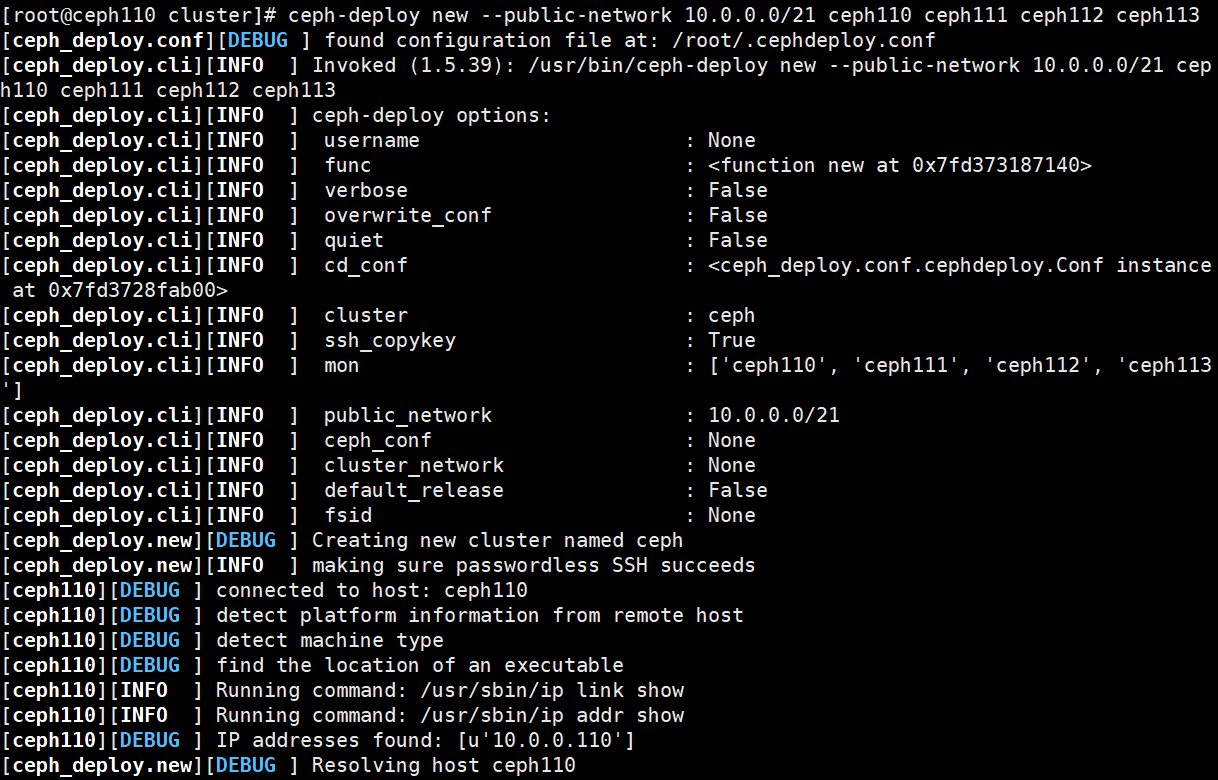 [root@ceph110 cluster]# ceph-deploy new --public-network 10.0.0.0/21 ceph110 ceph111 ceph112 ceph113
[ceph_deploy.conf][DEBUG ] found configuration file at: /root/.cephdeploy.conf
[ceph_deploy.cli][INFO  ] Invoked (1.5.39): /usr/bin/ceph-deploy new --public-network 10.0.0.0/21 cep
h110 ceph111 ceph112 ceph113
[ceph_deploy.cli][INFO  ] ceph-deploy options:
[ceph_deploy.cli][INFO  ]  username                      : None
[ceph_deploy.cli][INFO  ]  func                          : <function new at 0x7fd373187140>
[ceph_deploy.cli][INFO  ]  verbose                       : False
[ceph_deploy.cli][INFO  ]  overwrite_conf                : False
[ceph_deploy.cli][INFO  ]  quiet                         : False
[ceph_deploy.cli][INFO  ]  cd_conf                       : <ceph_deploy.conf.cephdeploy.Conf instance
 at 0x7fd3728fab00>
[ceph_deploy.cli][INFO  ]  cluster                       : ceph
[ceph_deploy.cli][INFO  ]  ssh_copykey                   : True
[ceph_deploy.cli][INFO  ]  mon                           : ['ceph110', 'ceph111', 'ceph112', 'ceph113
']
[ceph_deploy.cli][INFO  ]  public_network                : 10.0.0.0/21
[ceph_deploy.cli][INFO  ]  ceph_conf                     : None
[ceph_deploy.cli][INFO  ]  cluster_network               : None
[ceph_deploy.cli][INFO  ]  default_release               : False
[ceph_deploy.cli][INFO  ]  fsid                          : None
[ceph_deploy.new][DEBUG ] Creating new cluster named ceph
[ceph_deploy.new][INFO  ] making sure passwordless SSH succeeds
[ceph110][DEBUG ] connected to host: ceph110
[ceph110][DEBUG ] detect platform information from remote host
[ceph110][DEBUG ] detect machine type
[ceph110][DEBUG ] find the location of an executable
[ceph110][INFO  ] Running command: /usr/sbin/ip link show
[ceph110][INFO  ] Running command: /usr/sbin/ip addr show
[ceph110][DEBUG ] IP addresses found: [u'10.0.0.110']
[ceph_deploy.new][DEBUG ] Resolving host ceph110